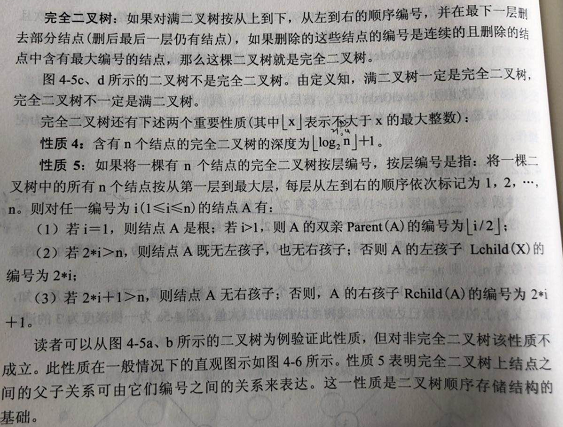 完全二叉树：如果对满二叉树按从上到下，从左到右的顺序编号，并在最下一层删
去部分结点(删后最后一层仍有结点)，如果删除的这些结点的编号是连续的且删除的结
点中含有最大编号的结点，那么这棵二叉树就是完全二叉树。
图 4-5c、d 所示的二叉树不是完全二叉树。由定义知，满二叉树一定是完全二叉树，
完全二叉树不一定是满二叉树。
完全二叉树还有下述两个重要性质(其中⌊x⌋表示不大于 x 的最大整数)：
性质 4：含有 n 个结点的完全二叉树的深度为⌊log₂n⌋+1。
性质 5：如果将一棵有 n 个结点的完全二叉树按层编号，按层编号是指：将一棵二
叉树中的所有 n 个结点按从第一层到最大层，每层从左到右的顺序依次标记为 1，2，…，
n。则对任一编号为 i(1≤i≤n)的结点 A 有：
(1) 若 i=1，则结点 A 是根；若 i>1，则 A 的双亲 Parent(A)的编号为⌊i/2⌋；
(2) 若 2*i>n，则结点 A 既无左孩子，也无右孩子；否则 A 的左孩子 Lchild(X)的
编号为 2*i；
(3) 若 2*i+1>n，则结点 A 无右孩子；否则，A 的右孩子 Rchild(A)的编号为 2*i
+1。
读者可以从图 4-5a、b 所示的二叉树为例验证此性质，但对非完全二叉树该性质不
成立。此性质在一般情况下的直观图示如图 4-6 所示。性质 5 表明完全二叉树上结点之
间的父子关系可由它们编号之间的关系来表达。这一性质是二叉树顺序存储结构的
基础。